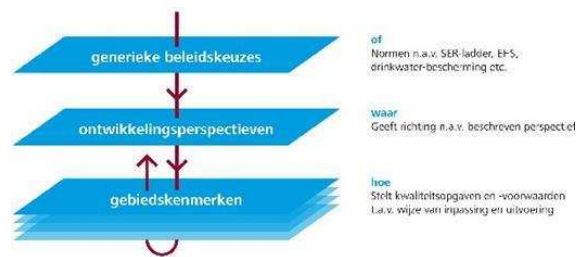 generieke beleidskeuzes
of
Normen n.a.v. SER-ladder, EHS,
drinkwater-bescherming etc.
ontwikkelingsperspectieven
waar
Geeft richting n.a.v. beschreven perspectief
gebiedskenmerken
hoe
Stelt kwaliteitsopgaven en -voorwaarden
t.a.v. wijze van inpassing en uitvoering